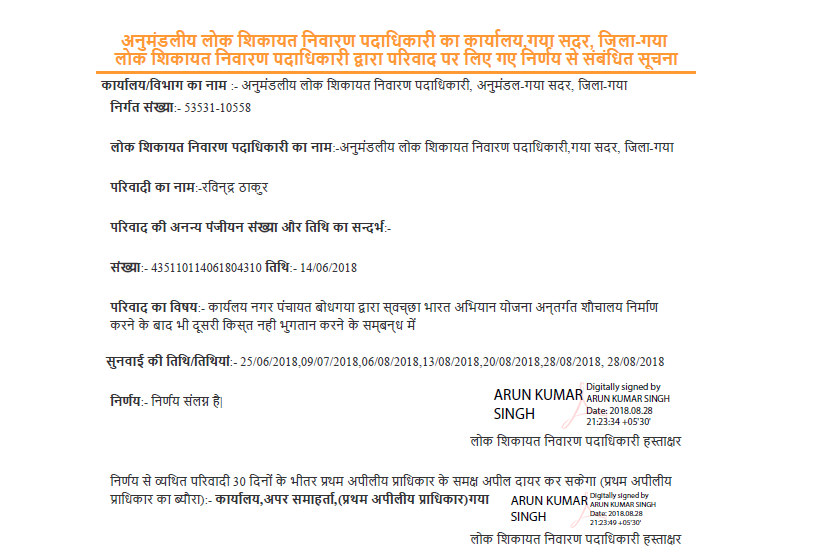 अनुमंडलीय लोक शिकायत निवारण पदाधिकारी का कार्यालय,गया सदर, जिला-गया
लोक शिकायत निवारण पदाधिकारी द्वारा परिवाद पर लिए गए निर्णय से संबंधित सूचना
कार्यालय/विभाग का नाम :- अनुमंडलीय लोक शिकायत निवारण पदाधिकारी, अनुमंडल-गया सदर, जिला-गया
निर्गत संख्या:- 53531-10558
लोक शिकायत निवारण पदाधिकारी का नाम:-अनुमंडलीय लोक शिकायत निवारण पदाधिकारी,गया सदर, जिला-गया
परिवादी का नाम:-रविन्द्र ठाकुर
परिवाद की अनन्य पंजीयन संख्या और तिथि का सन्दर्भ:-
संख्या:- 435110114061804310 तिथि:- 14/06/2018
परिवाद का विषय:- कार्यलय नगर पंचायत बोधगया द्वारा स्वच्छा भारत अभियान योजना अन्तर्गत शौचालय निर्माण
करने के बाद भी दूसरी किस्त नही भुगतान करने के सम्बन्ध में
सुनवाई की तिथि/तिथियां:- 25/06/2018,09/07/2018,06/08/2018,13/08/2018,20/08/2018,28/08/2018, 28/08/2018
निर्णय:- निर्णय संलग्न है|
ARUN KUMAR
SINGH
Digitally signed by
ARUN KUMAR SINGH
Date: 2018.08.28
21:23:34 +05'30'
लोक शिकायत निवारण पदाधिकारी हस्ताक्षर
निर्णय से व्यथित परिवादी 30 दिनों के भीतर प्रथम अपीलीय प्राधिकार के समक्ष अपील दायर कर सकेगा (प्रथम अपीलीय
प्राधिकार का ब्यौरा):- कार्यालय,अपर समाहर्ता,(प्रथम अपीलीय प्राधिकार)गया
ARUN KUMAR
SINGH
Digitally signed by
ARUN KUMAR SINGH
Date: 2018.08.28
21:23:49 +05'30'
लोक शिकायत निवारण पदाधिकारी हस्ताक्षर